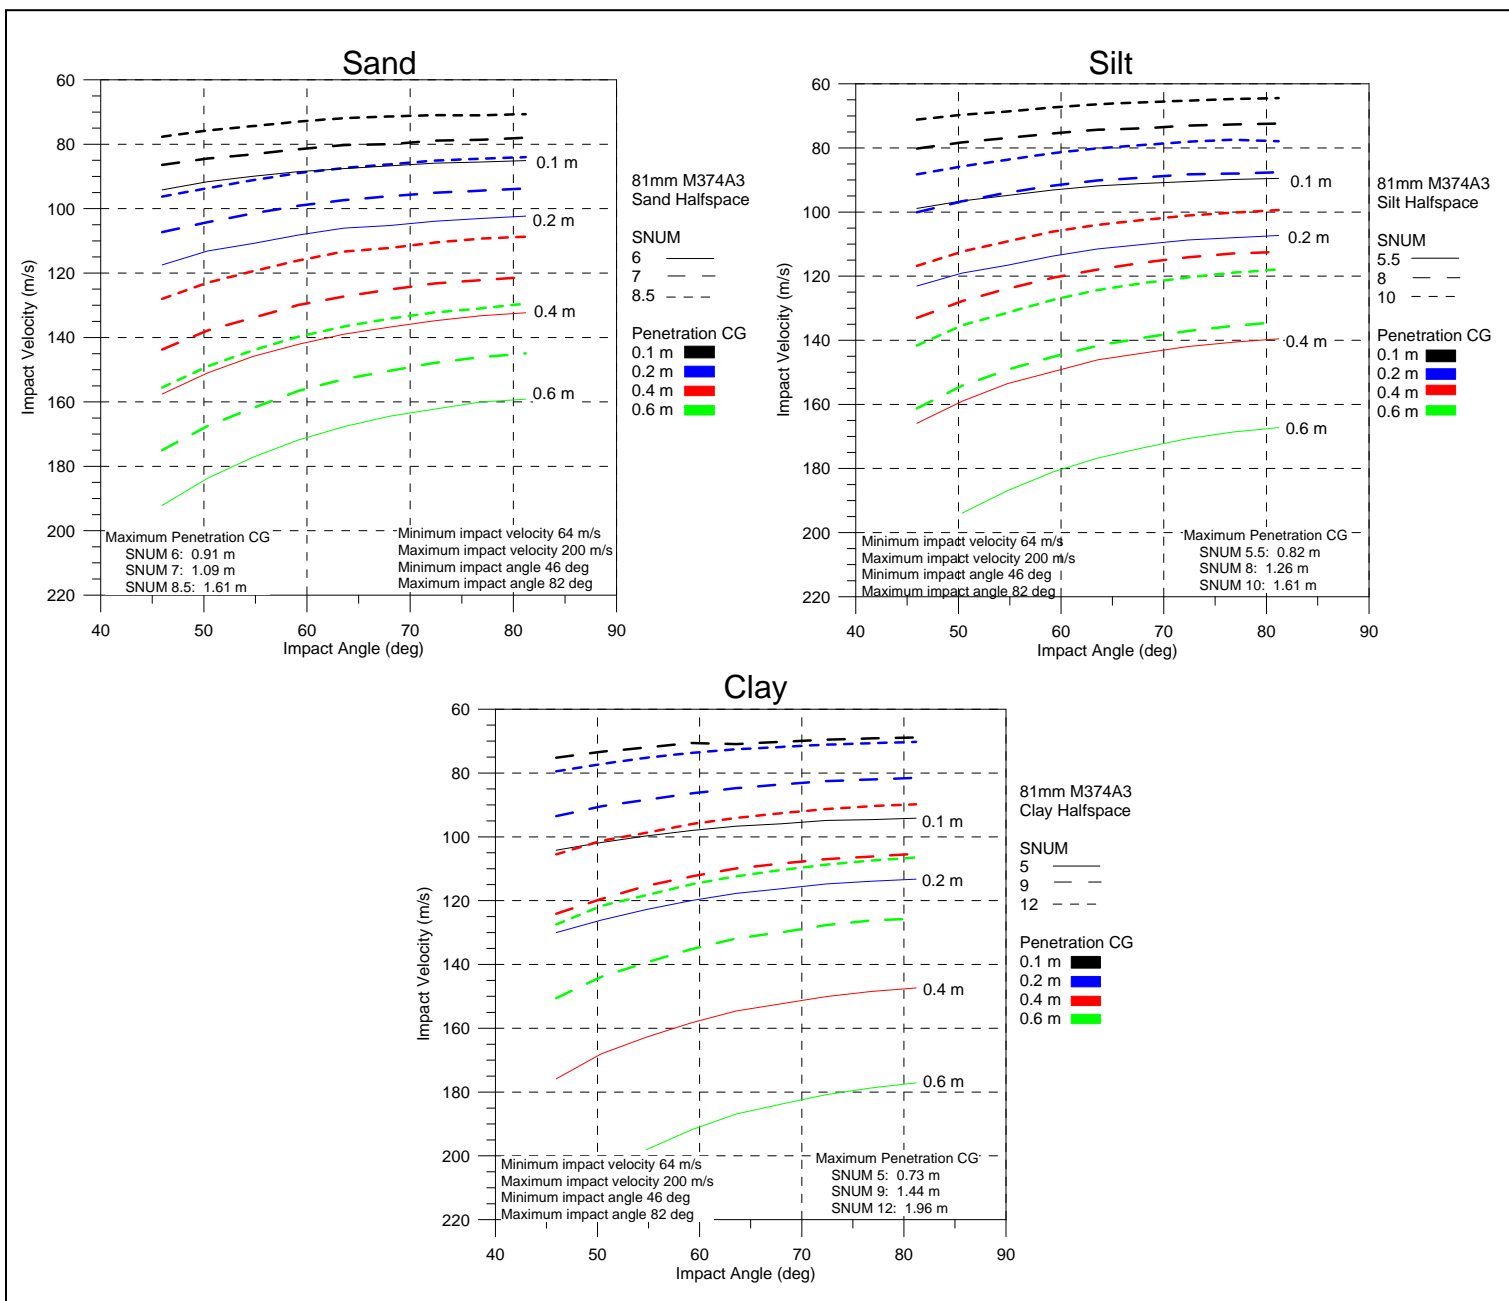 Sand
60
80
100
120
140
160
180
200
220
Impact Velocity (m/s)
0.1 m
0.2 m
0.4 m
0.6 m
Maximum Penetration CG
SNUM 6: 0.91 m
SNUM 7: 1.09 m
SNUM 8.5: 1.61 m
Minimum impact velocity 64 m/s
Maximum impact velocity 200 m/s
Minimum impact angle 46 deg
Maximum impact angle 82 deg
40 50 60 70 80 90
Impact Angle (deg)
81mm M374A3
Sand Halfspace
SNUM
6
7
8.5
Penetration CG
0.1 m
0.2 m
0.4 m
0.6 m
Silt
60
80
100
120
140
160
180
200
220
Impact Velocity (m/s)
0.1 m
0.2 m
0.4 m
0.6 m
Minimum impact velocity 64 m/s
Maximum impact velocity 200 m/s
Minimum impact angle 46 deg
Maximum impact angle 82 deg
Maximum Penetration CG
SNUM 5.5: 0.82 m
SNUM 8: 1.26 m
SNUM 10: 1.61 m
40 50 60 70 80 90
Impact Angle (deg)
81mm M374A3
Silt Halfspace
SNUM
5.5
8
10
Penetration CG
0.1 m
0.2 m
0.4 m
0.6 m
Clay
60
80
100
120
140
160
180
200
220
Impact Velocity (m/s)
0.1 m
0.2 m
0.4 m
0.6 m
Minimum impact velocity 64 m/s
Maximum impact velocity 200 m/s
Minimum impact angle 46 deg
Maximum impact angle 82 deg
Maximum Penetration CG
SNUM 5: 0.73 m
SNUM 9: 1.44 m
SNUM 12: 1.96 m
40 50 60 70 80 90
Impact Angle (deg)
81mm M374A3
Clay Halfspace
SNUM
5
9
12
Penetration CG
0.1 m
0.2 m
0.4 m
0.6 m